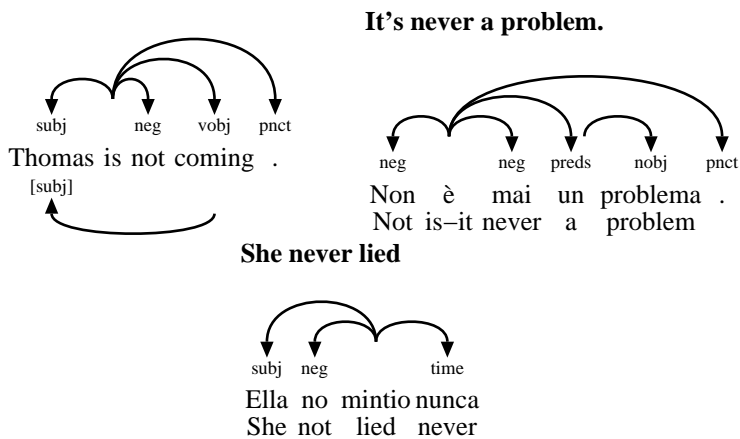 It's never a problem.
subj neg vobj pnct
Thomas is not coming .
[subj]
neg neg preds nobj pnct
Non è mai un problema .
Not is−it never a problem
She never lied
subj neg time
Ella no mintio nunca
She not lied never